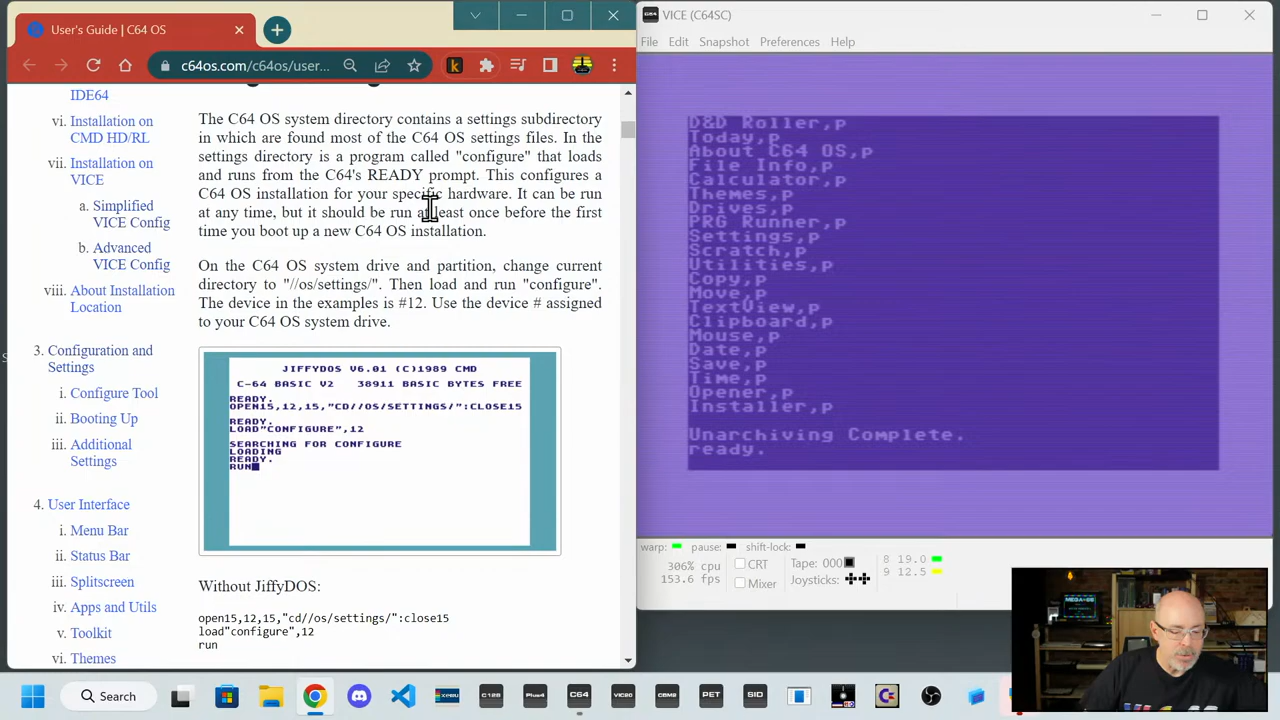 User's Guide | C64 OS
c64os.com/c64os/user...
IDE64
vi. Installation on
CMD HD/RL
vii. Installation on
VICE
a. Simplified
VICE Config
b. Advanced
VICE Config
viii. About Installation
Location
3. Configuration and
Settings
i. Configure Tool
ii. Booting Up
iii. Additional
Settings
4. User Interface
i. Menu Bar
ii. Status Bar
iii. Splitscreen
iv. Apps and Utils
v. Toolkit
vi. Themes
The C64 OS system directory contains a settings subdirectory
in which are found most of the C64 OS settings files. In the
settings directory is a program called "configure" that loads
and runs from the C64's READY prompt. This configures a
C64 OS installation for your specific hardware. It can be run
at any time, but it should be run at least once before the first
time you boot up a new C64 OS installation.
On the C64 OS system drive and partition, change current
directory to "//os/settings/". Then load and run "configure".
The device in the examples is #12. Use the device # assigned
to your C64 OS system drive.
JIFFYDOS V6.01 (C)1989 CMD
C-64 BASIC V2 38911 BASIC BYTES FREE
READY.
OPEN15,12,15,"CD//OS/SETTINGS/":CLOSE15
READY.
LOAD"CONFIGURE",12
SEARCHING FOR CONFIGURE
LOADING
READY.
RUN
Without JiffyDOS:
open15,12,15,"cd//os/settings/":close15
load"configure",12
run
C64
VICE (C64SC)
File Edit Snapshot Preferences Help
D&D Roller,p
Today,p
About C64 OS,p
File Info,p
Calculator,p
Themes,p
Drives,p
PRG Runner,p
Settings,p
Scratch,p
Utilities,p
Copy,p
Move,p
TextView,p
Clipboard,p
Mouse,p
Date,p
Save,p
Time,p
Opener,p
Installer,p
Unarchiving Complete.
ready.
warp: pause: shift-lock:
306% cpu
153.6 fps
CRT
Mixer
Tape: 000
Joysticks:
8 19.0
9 12.5
MEGA+65
Search
C128
Plus4
C64
VIC20
CBM2
PET
SID